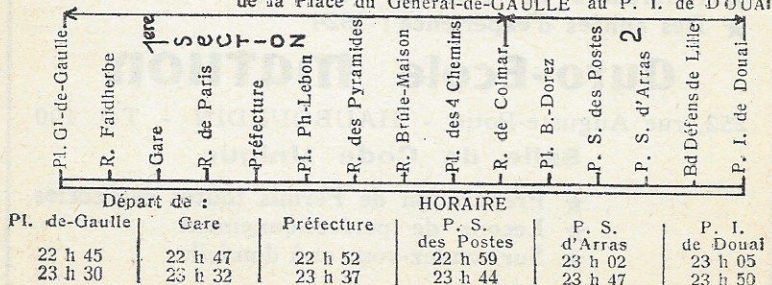 de la Place du Général-de-GAULLE au P. I. de DOUAI
1ere SECTION
2
Pl. Gl-de-Gaulle
R. Faidherbe
Gare
R. de Paris
Préfecture
Pl. Ph-Lebon
R. des Pyramides
R. Brûle-Maison
Pl. des 4 Chemins
R. de Colmar
Pl. B.-Dorez
P. S. des Postes
P. S. d'Arras
Bd Défens de Lille
P. I. de Douai
Départ de : HORAIRE
Pl. de-Gaulle Gare Préfecture P. S. des Postes P. S. d'Arras P. I. de Douai
22 h 45 22 h 47 22 h 52 22 h 59 23 h 02 23 h 05
23 h 30 23 h 32 23 h 37 23 h 44 23 h 47 23 h 50